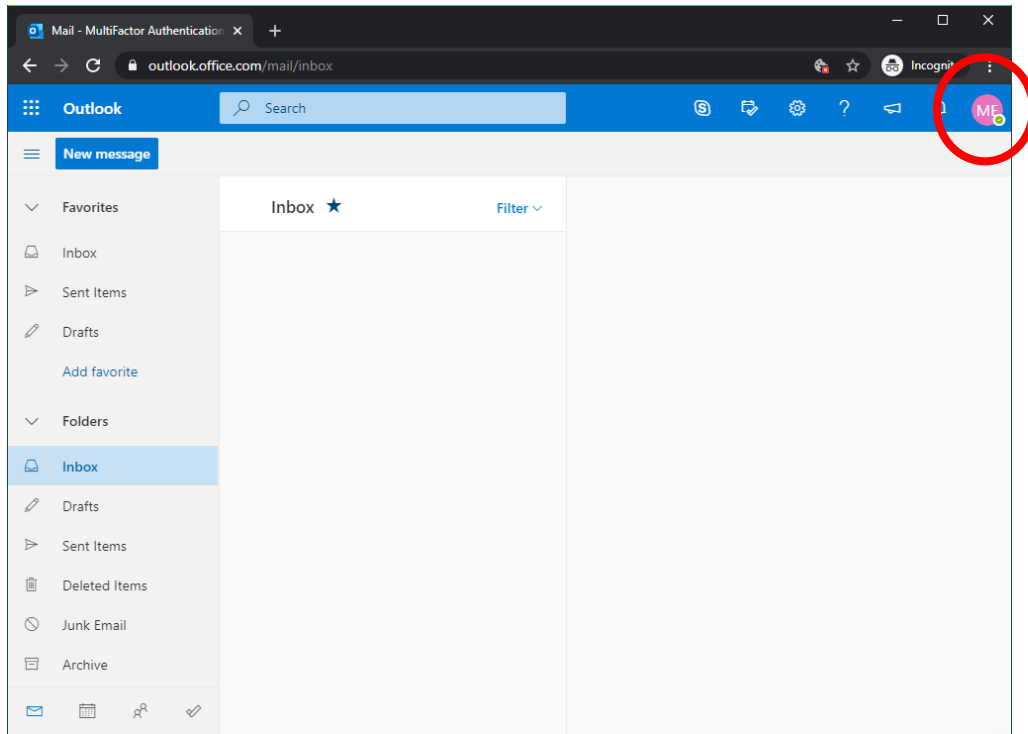 Mail - MultiFactor Authentication
outlook.office.com/mail/inbox
Incognit
Outlook
Search
New message
Favorites
Inbox
Filter
Inbox
Sent Items
Drafts
Add favorite
Folders
Inbox
Drafts
Sent Items
Deleted Items
Junk Email
Archive